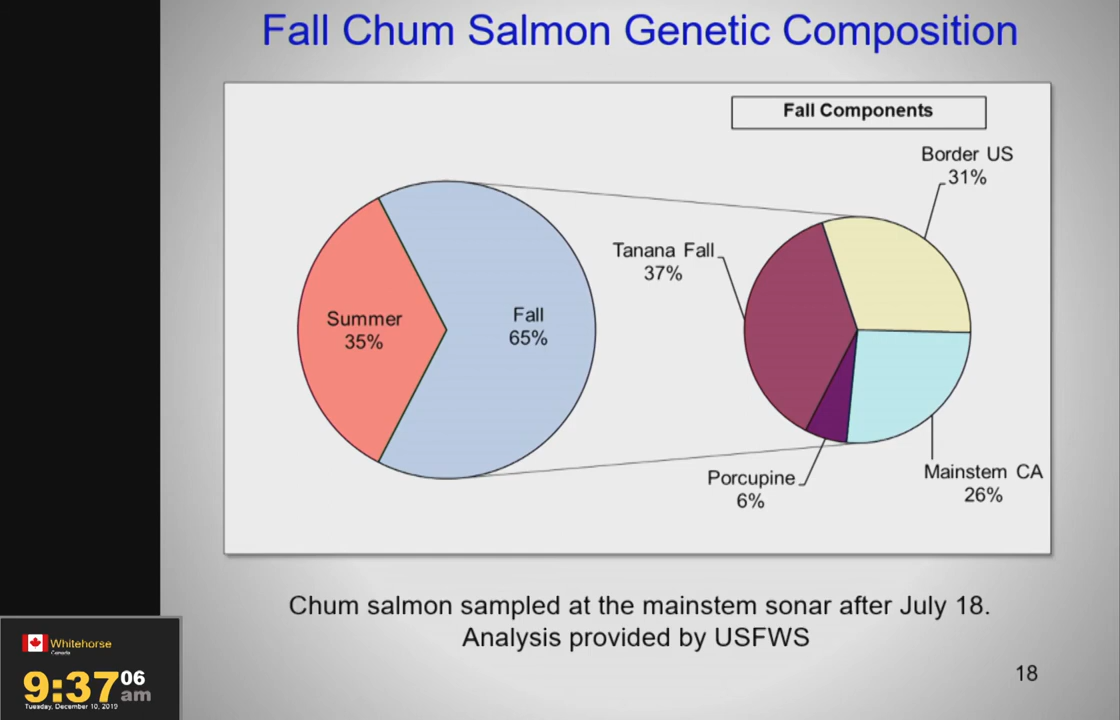 Fall Chum Salmon Genetic Composition
Fall Components
Border US
31%
Tanana Fall
37%
Summer
35%
Fall
65%
Porcupine
6%
Mainstem CA
26%
Chum salmon sampled at the mainstem sonar after July 18.
Analysis provided by USFWS
18
Whitehorse
Canada
9:37 06 am
Tuesday, December 10, 2019